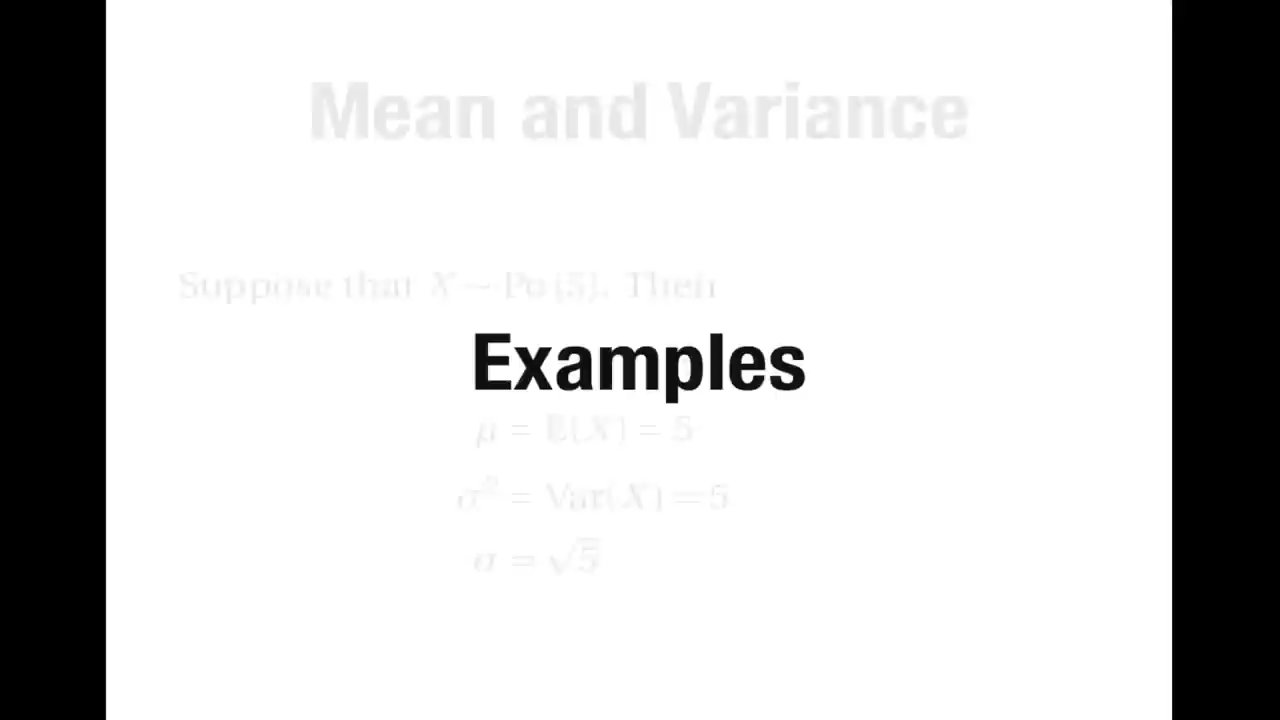 Mean and Variance
Suppose that X ~ Po(5). Then
Examples
μ = E(X) = 5
σ² = Var(X) = 5
σ = √5